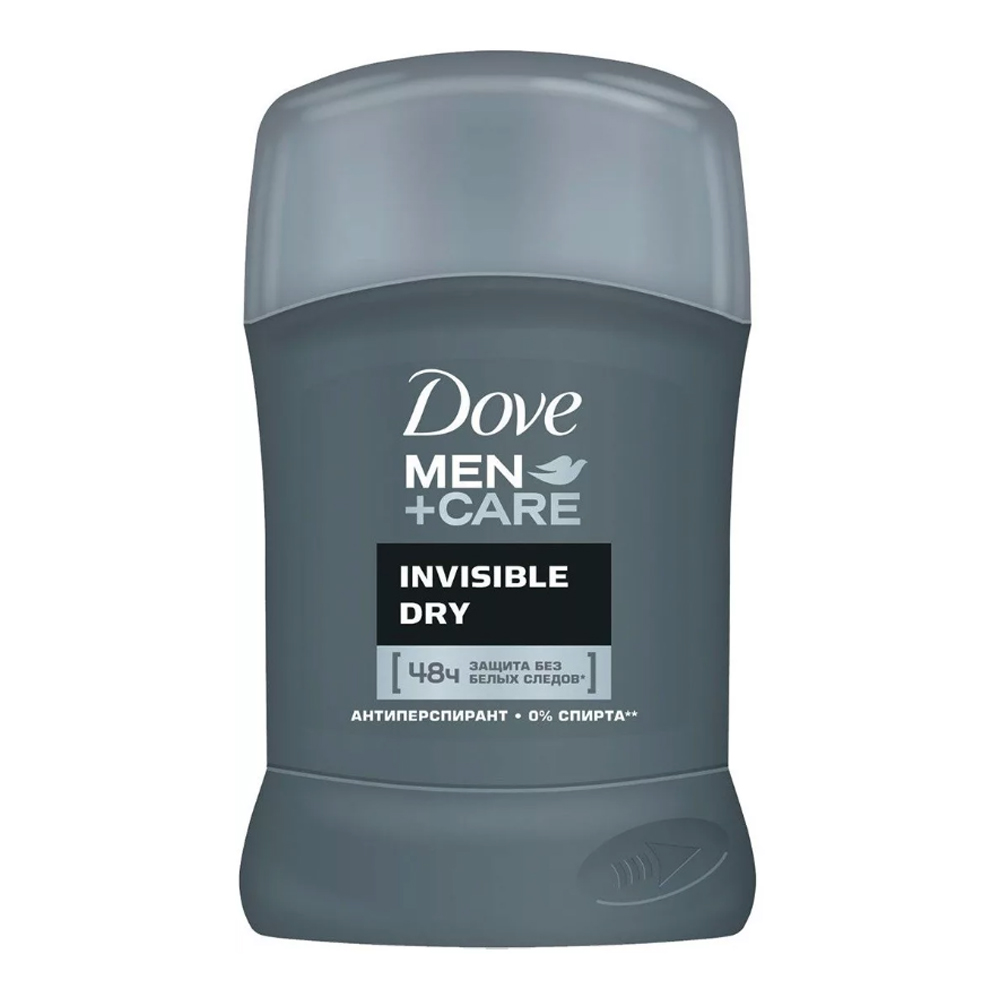 Dove
MEN
+CARE
INVISIBLE
DRY
[48ч ЗАЩИТА БЕЗ
БЕЛЫХ СЛЕДОВ*]
АНТИПЕРСПИРАНТ • 0% СПИРТА**